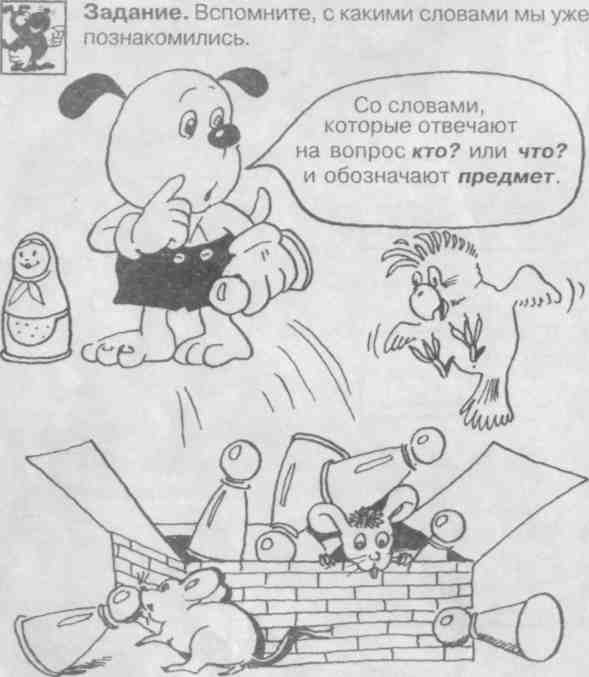 Задание. Вспомните, с какими словами мы уже
познакомились.
Со словами,
которые отвечают
на вопрос кто? или что?
и обозначают предмет.